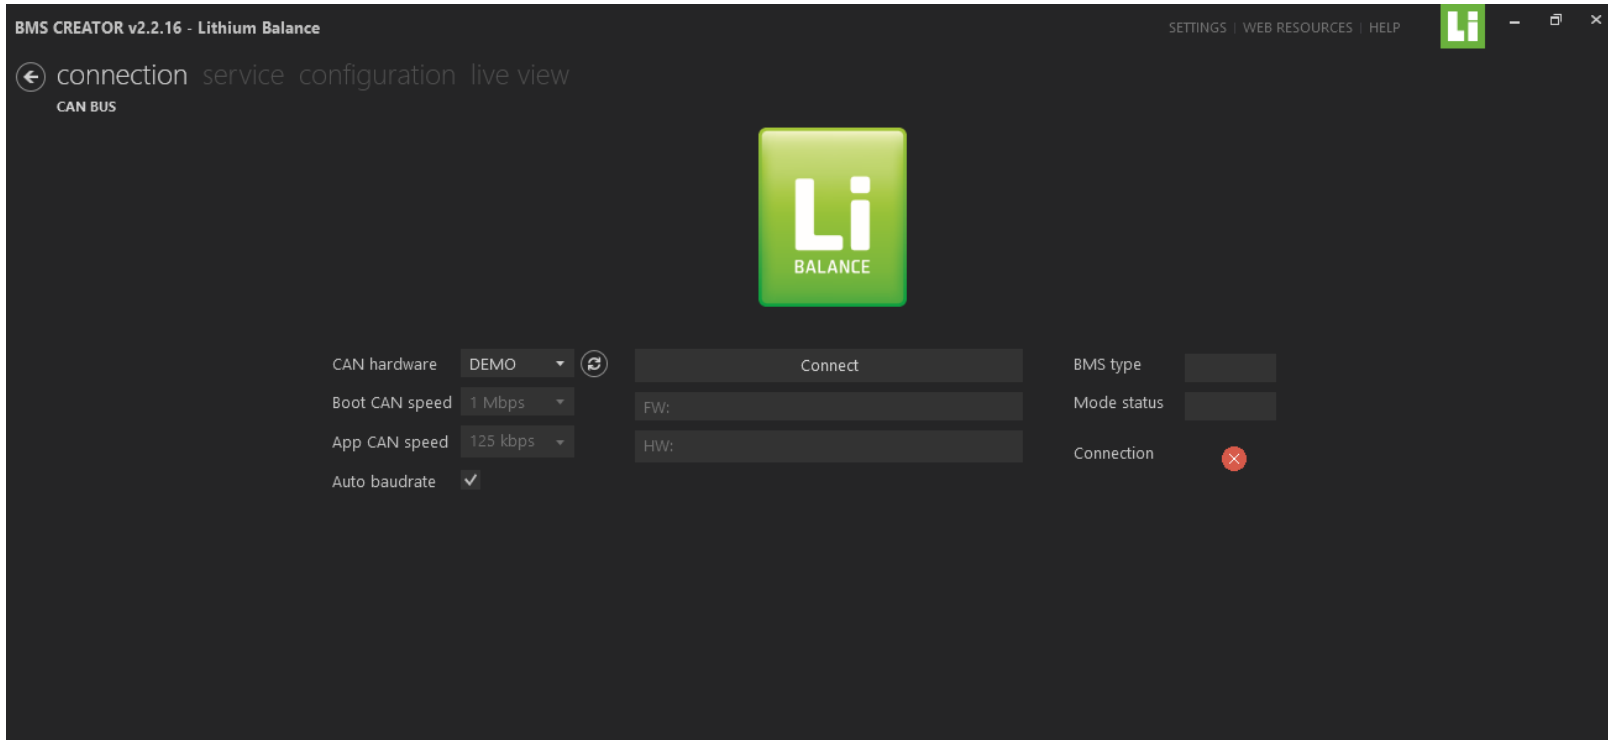 BMS CREATOR v2.2.16 - Lithium Balance
SETTINGS | WEB RESOURCES | HELP
Li
connection service configuration live view
CAN BUS
Li
BALANCE
CAN hardware DEMO Connect BMS type
Boot CAN speed 1 Mbps FW: Mode status
App CAN speed 125 kbps HW: Connection
Auto baudrate